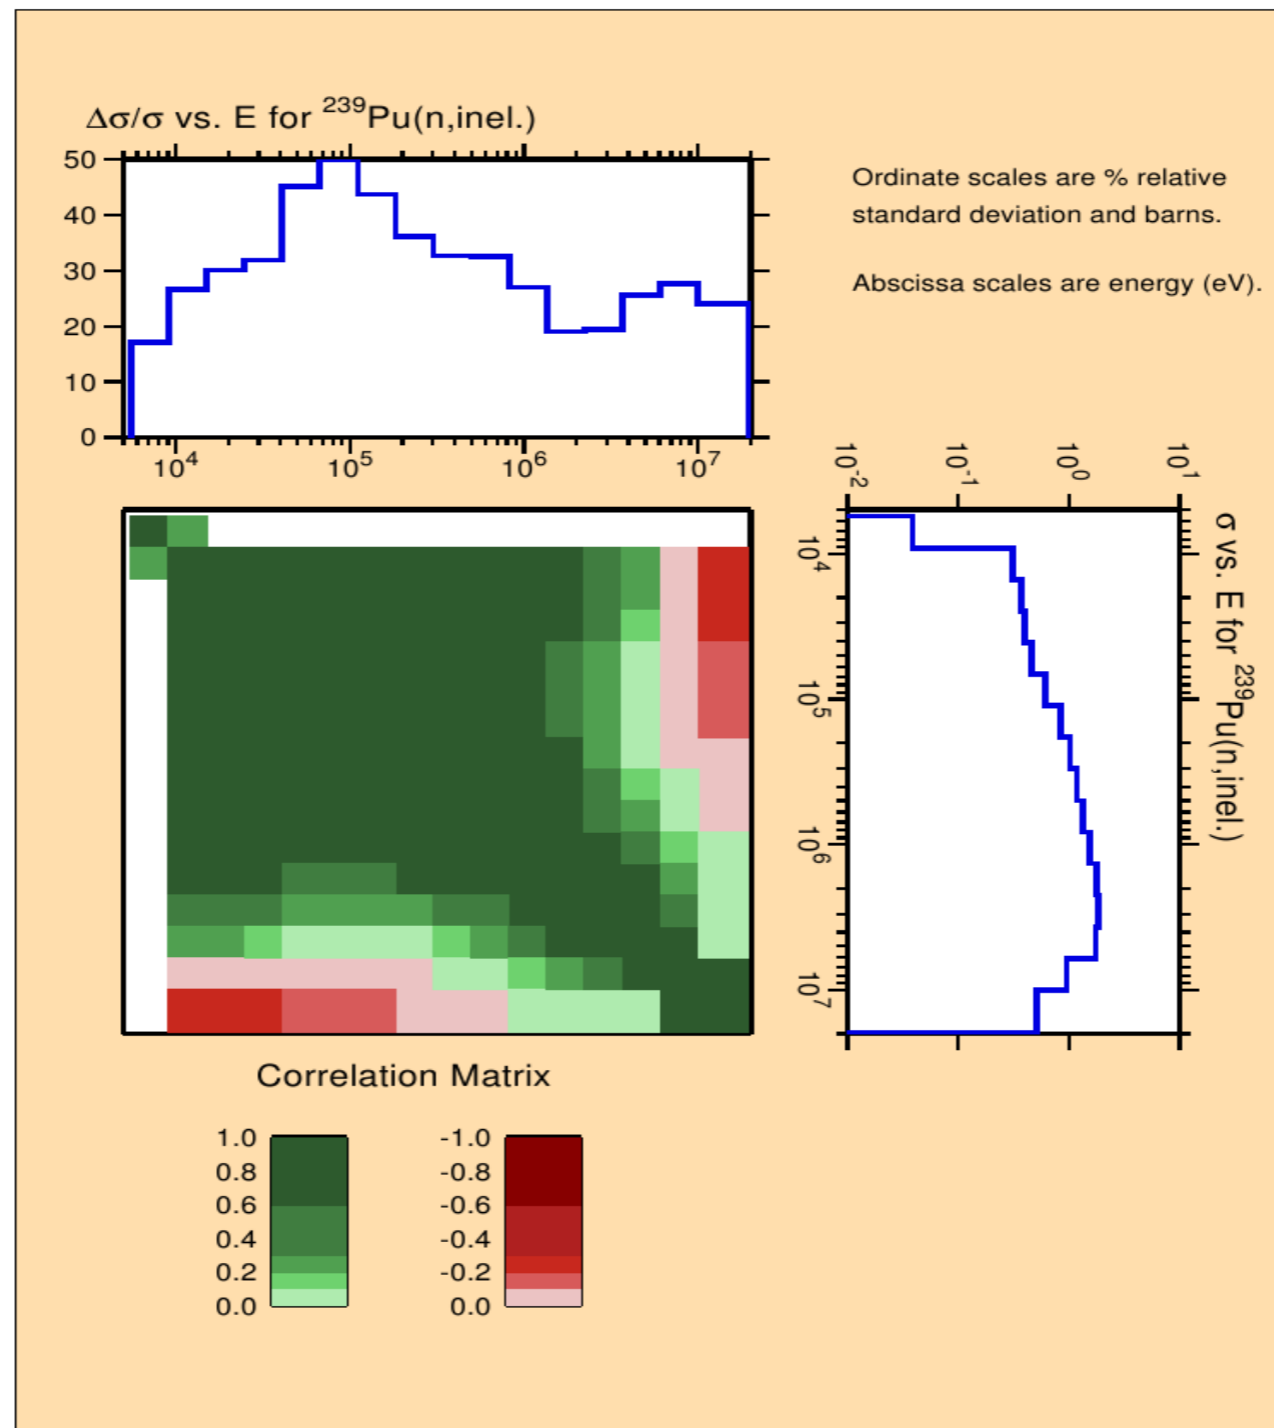 Δσ/σ vs. E for ²³⁹Pu(n,inel.)
50
40
30
20
10
0
10⁴ 10⁵ 10⁶ 10⁷
Ordinate scales are % relative
standard deviation and barns.
Abscissa scales are energy (eV).
10⁻² 10⁻¹ 10⁰ 10¹
σ vs. E for ²³⁹Pu(n,inel.)
10⁴
10⁵
10⁶
10⁷
Correlation Matrix
1.0
0.8
0.6
0.4
0.2
0.0
-1.0
-0.8
-0.6
-0.4
-0.2
0.0